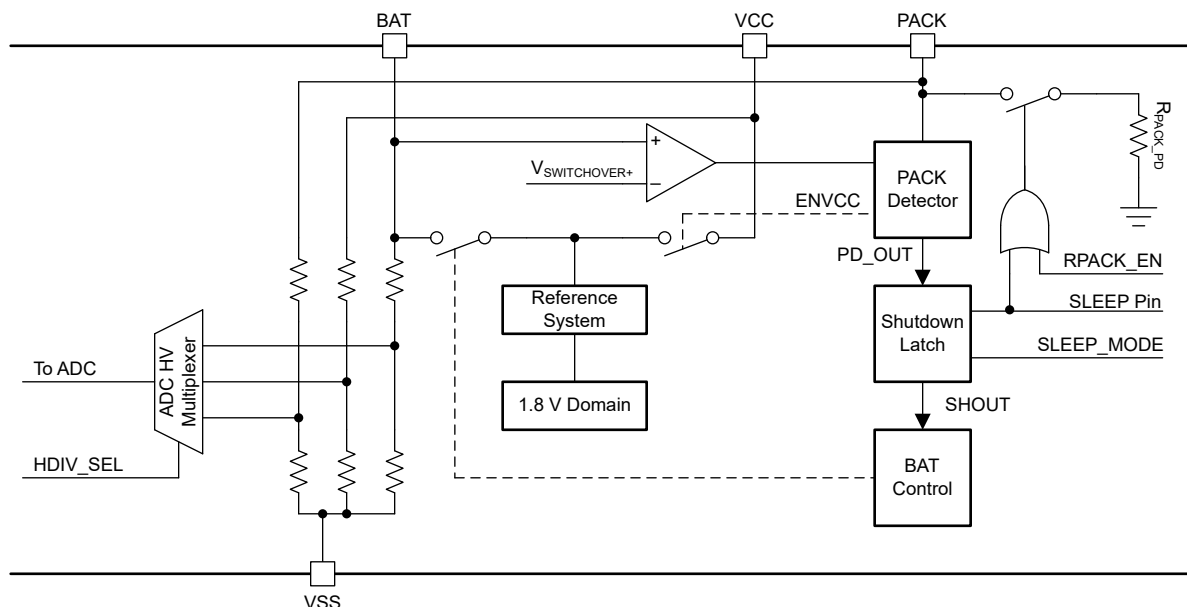 BAT
VCC
PACK
+
VSWITCHOVER+
−
PACK
Detector
RPACK_PD
ENVCC
PD_OUT
RPACK_EN
Reference
System
Shutdown
Latch
SLEEP Pin
SLEEP_MODE
To ADC
ADC HV
Multiplexer
1.8 V Domain
SHOUT
HDIV_SEL
BAT
Control
VSS